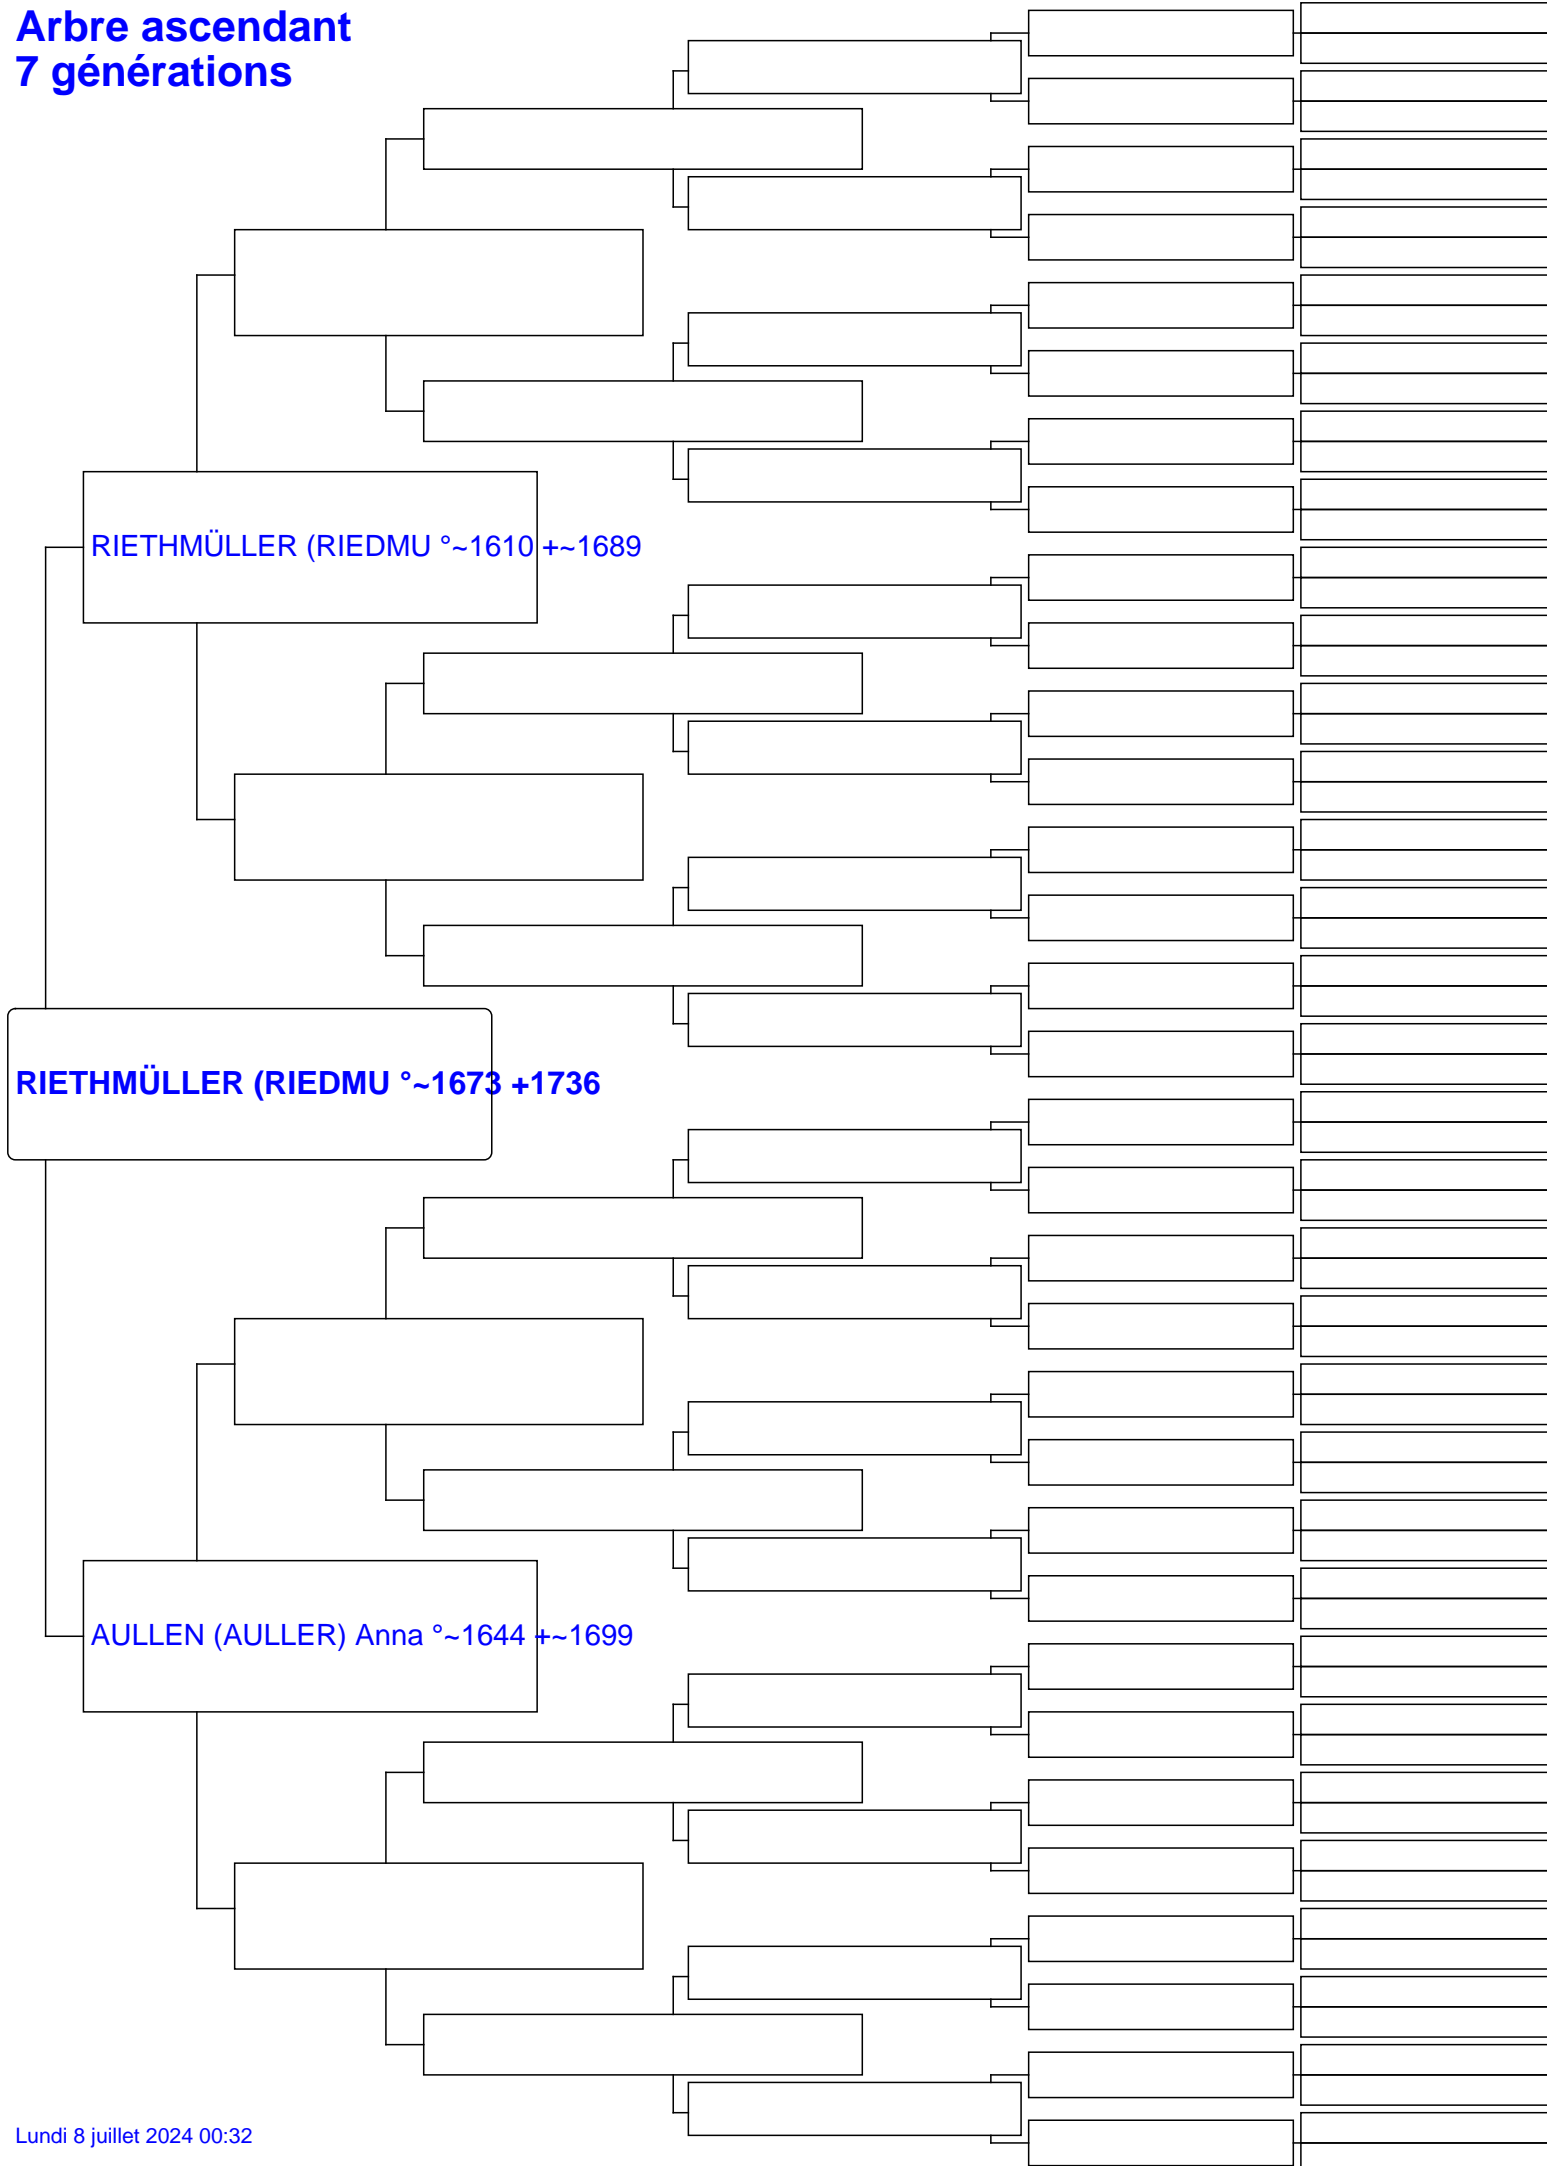 Arbre ascendant
7 générations
RIETHMÜLLER (RIEDMU °~1610 +~1689
RIETHMÜLLER (RIEDMU °~1673 +1736
AULLEN (AULLER) Anna °~1644 +~1699
Lundi 8 juillet 2024 00:32